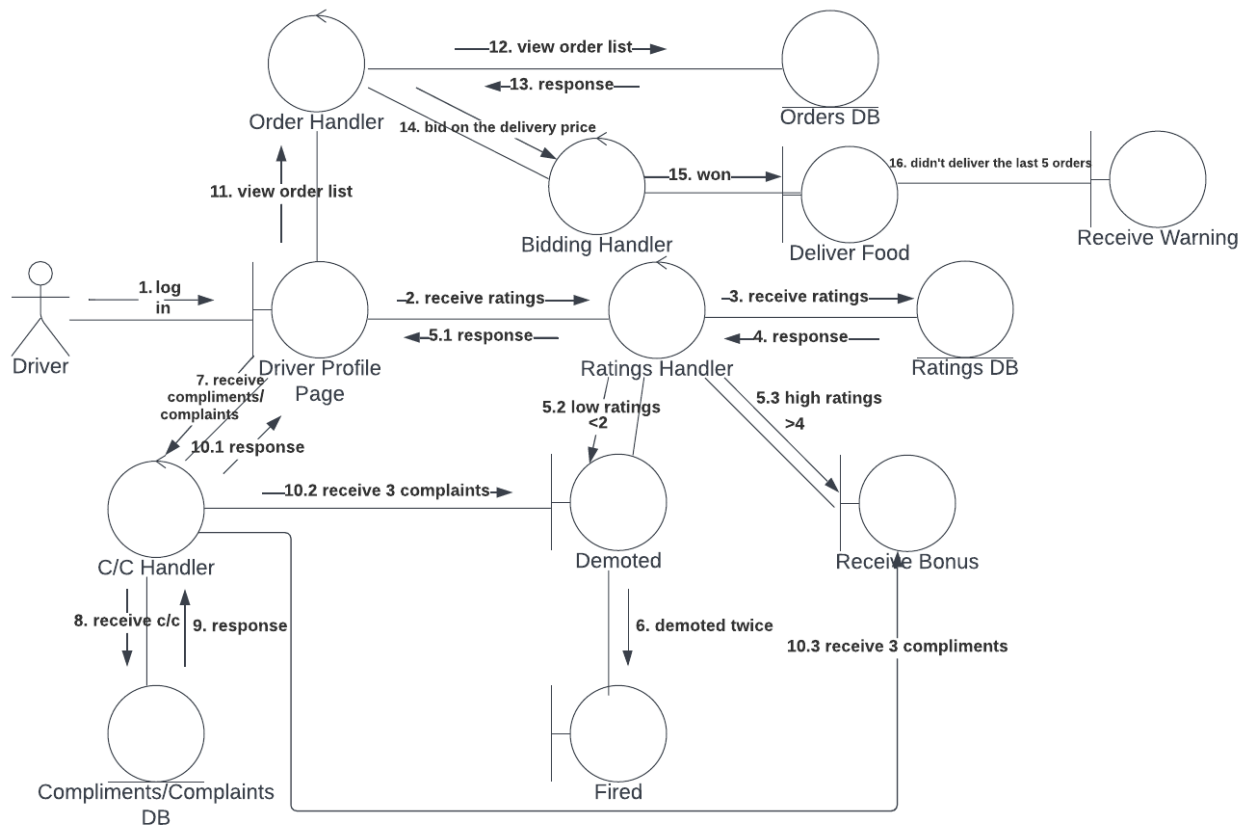 12. view order list
13. response
Order Handler
Orders DB
14. bid on the delivery price
16. didn't deliver the last 5 orders
15. won
11. view order list
Bidding Handler
Deliver Food
Receive Warning
1. log
in
2. receive ratings
3. receive ratings
5.1 response
4. response
Driver
Driver Profile
Page
Ratings Handler
Ratings DB
7. receive
compliments/
complaints
5.2 low ratings
<2
5.3 high ratings
>4
10.1 response
10.2 receive 3 complaints
C/C Handler
Demoted
Receive Bonus
8. receive c/c
9. response
6. demoted twice
10.3 receive 3 compliments
Compliments/Complaints
DB
Fired